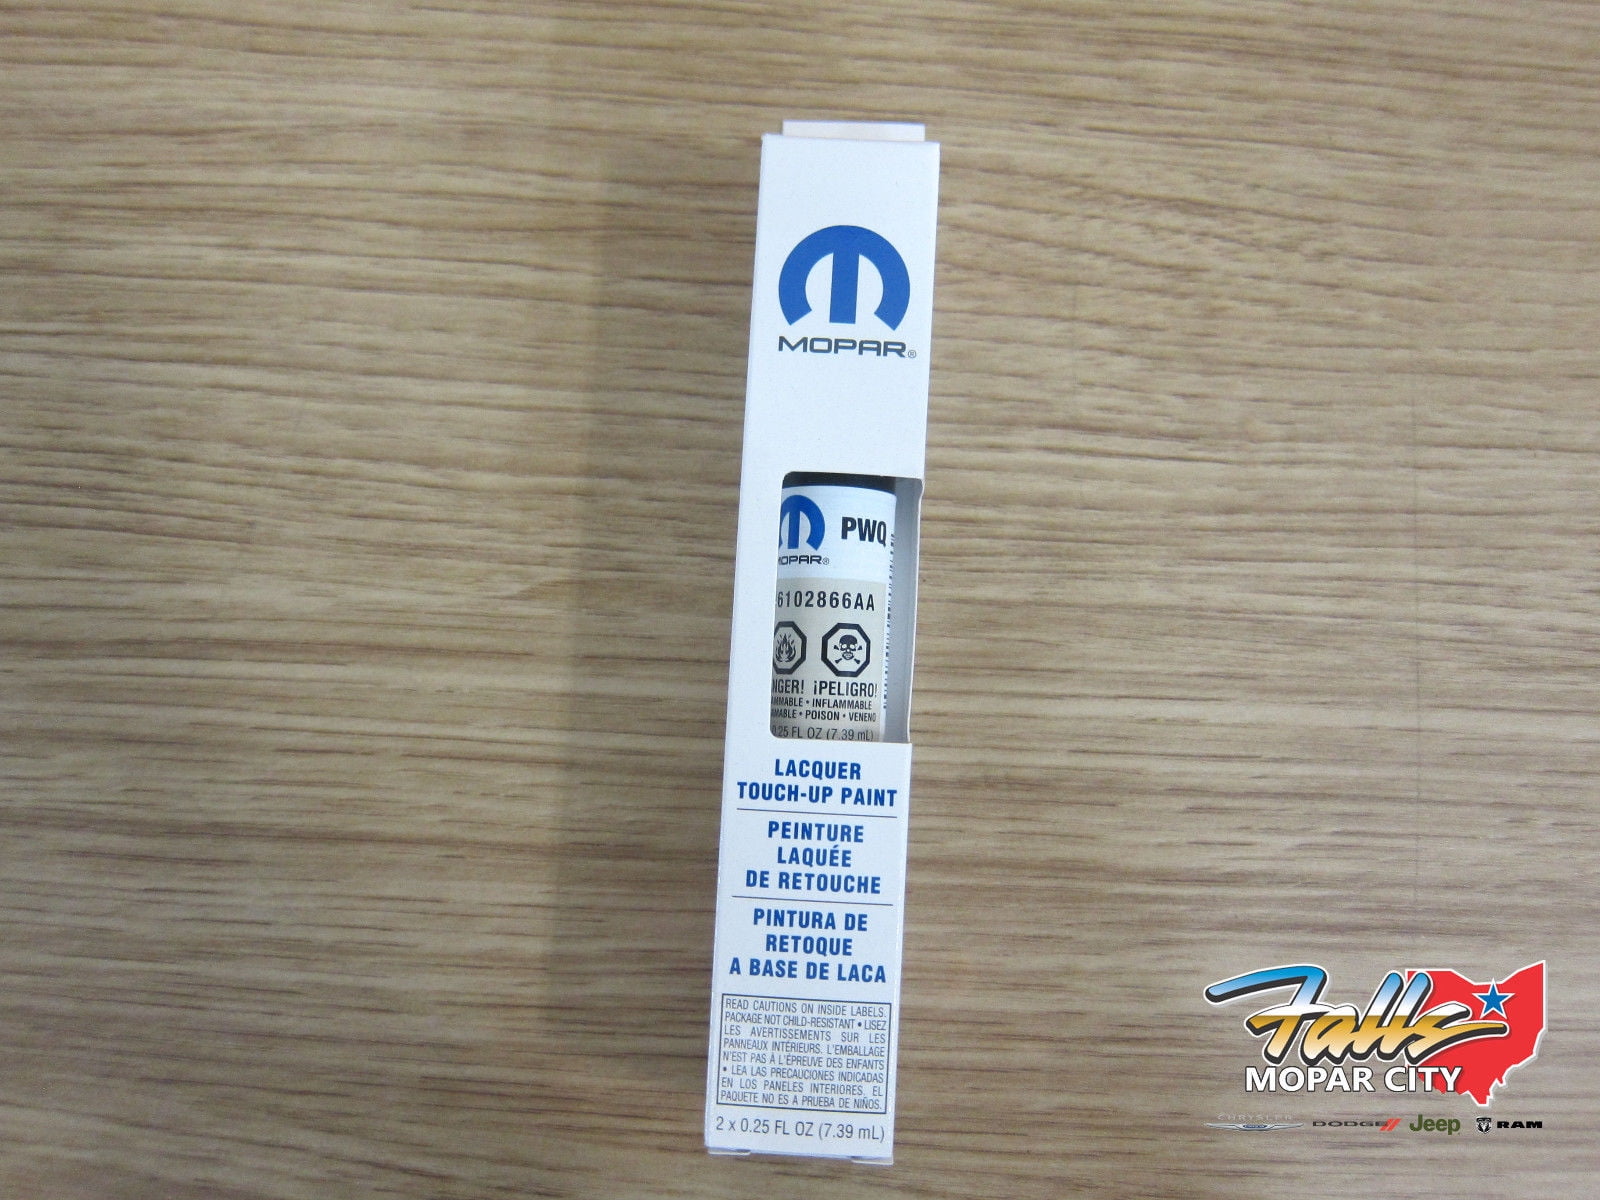 MOPAR®
MOPAR®
PWQ
6102866AA
NGER! ¡PELIGRO!
MMABLE • INFLAMMABLE
AMABLE • POISON • VENENO
0.25 FL OZ (7.39 mL)
LACQUER
TOUCH-UP PAINT
PEINTURE
LAQUÉE
DE RETOUCHE
PINTURA DE
RETOQUE
A BASE DE LACA
READ CAUTIONS ON INSIDE LABELS.
PACKAGE NOT CHILD-RESISTANT • LISEZ
LES AVERTISSEMENTS SUR LES
PANNEAUX INTÉRIEURS. L'EMBALLAGE
N'EST PAS À L'ÉPREUVE DES ENFANTS
• LEA LAS PRECAUCIONES INDICADAS
EN LOS PANELES INTERIORES. EL
PAQUETE NO ES A PRUEBA DE NIÑOS.
2 x 0.25 FL OZ (7.39 mL)
Falls
MOPAR CITY
CHRYSLER DODGE// Jeep RAM